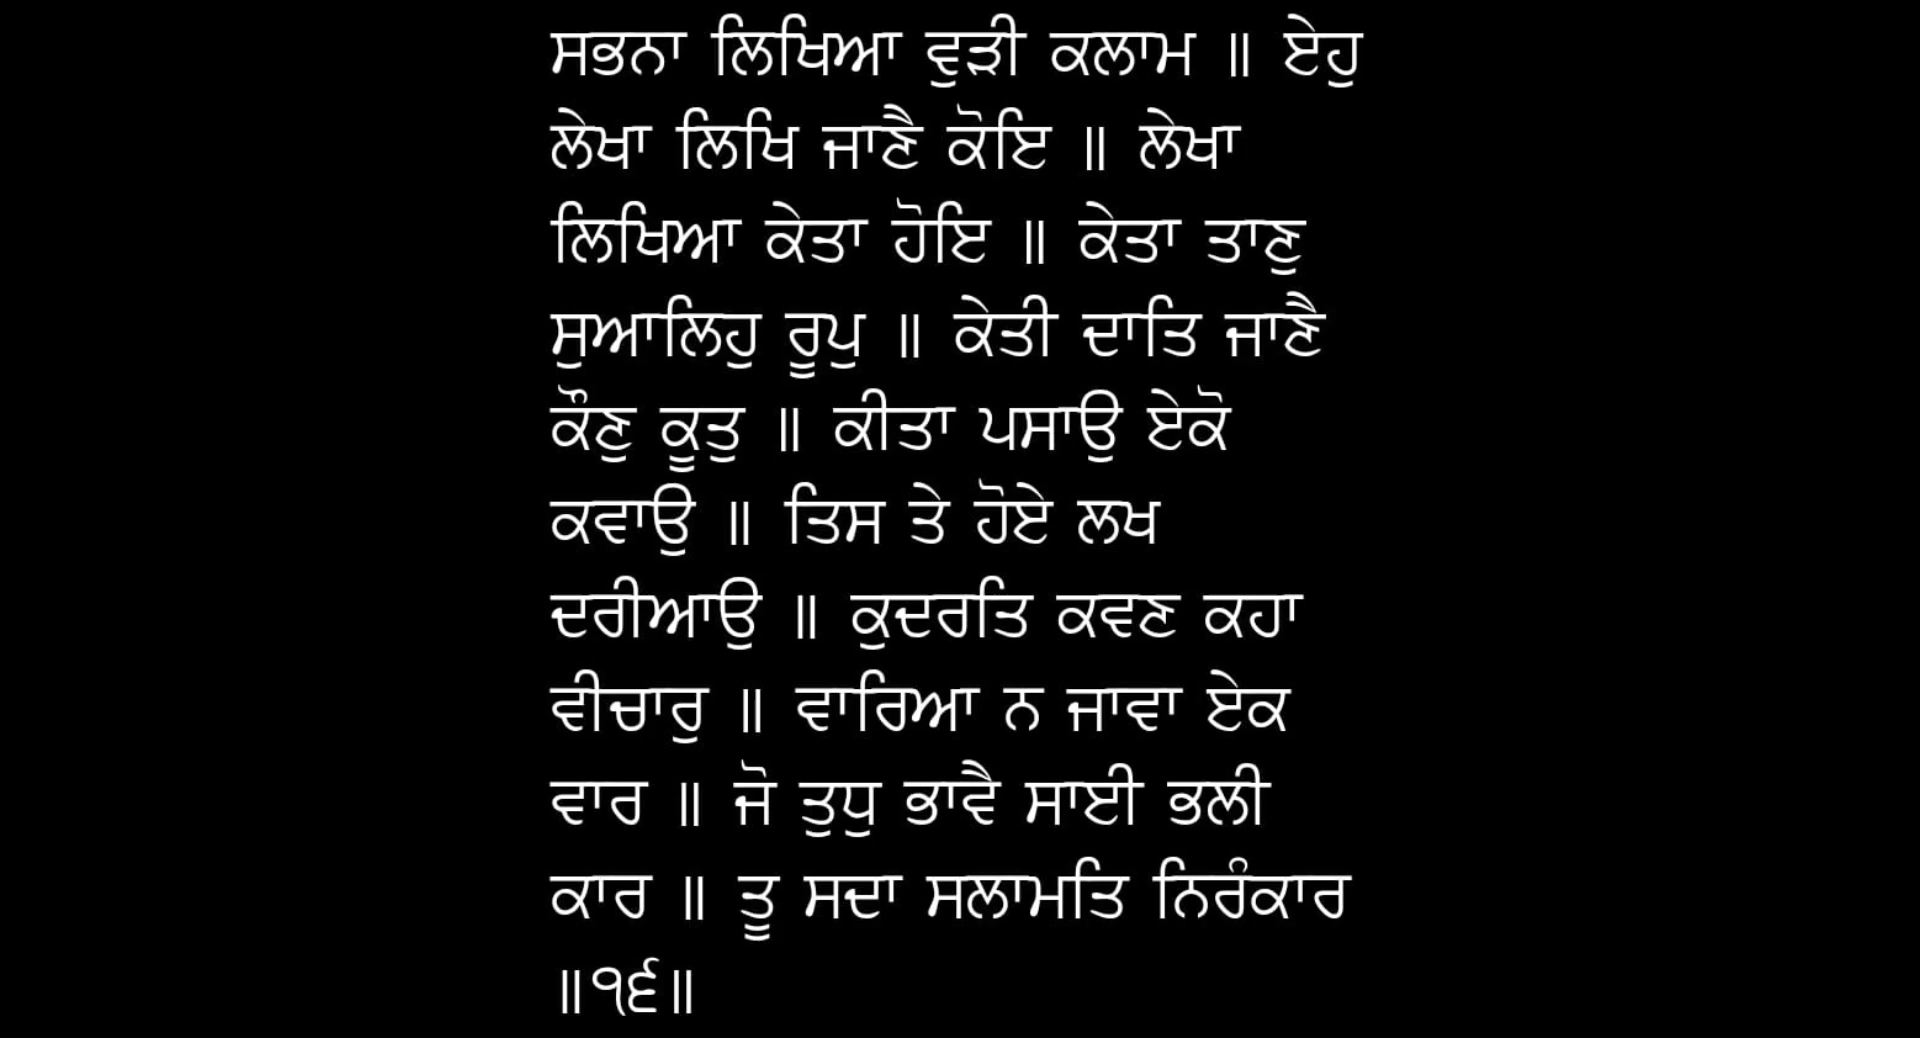 ਸਭਨਾ ਲਿਖਿਆ ਵੁੜੀ ਕਲਾਮ ॥ ਏਹੁ
ਲੇਖਾ ਲਿਖਿ ਜਾਣੈ ਕੋਇ ॥ ਲੇਖਾ
ਲਿਖਿਆ ਕੇਤਾ ਹੋਇ ॥ ਕੇਤਾ ਤਾਣੁ
ਸੁਆਲਿਹੁ ਰੂਪੁ ॥ ਕੇਤੀ ਦਾਤਿ ਜਾਣੈ
ਕੌਣੁ ਕੂਤੁ ॥ ਕੀਤਾ ਪਸਾਉ ਏਕੋ
ਕਵਾਉ ॥ ਤਿਸ ਤੇ ਹੋਏ ਲਖ
ਦਰੀਆਉ ॥ ਕੁਦਰਤਿ ਕਵਣ ਕਹਾ
ਵੀਚਾਰੁ ॥ ਵਾਰਿਆ ਨ ਜਾਵਾ ਏਕ
ਵਾਰ ॥ ਜੋ ਤੁਧੁ ਭਾਵੈ ਸਾਈ ਭਲੀ
ਕਾਰ ॥ ਤੂ ਸਦਾ ਸਲਾਮਤਿ ਨਿਰੰਕਾਰ
॥੧੬॥